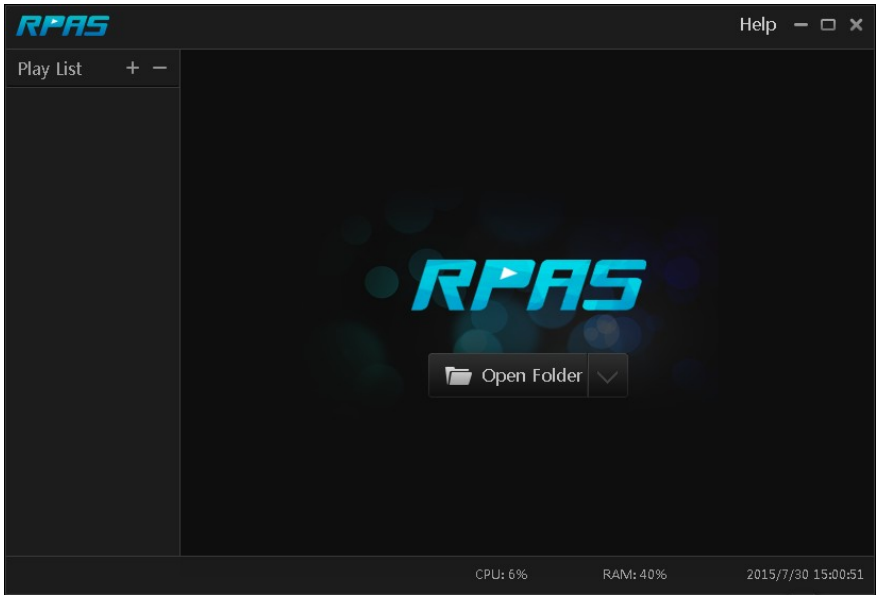 RPAS
Help
Play List
RPAS
Open Folder
CPU: 6% RAM: 40% 2015/7/30 15:00:51